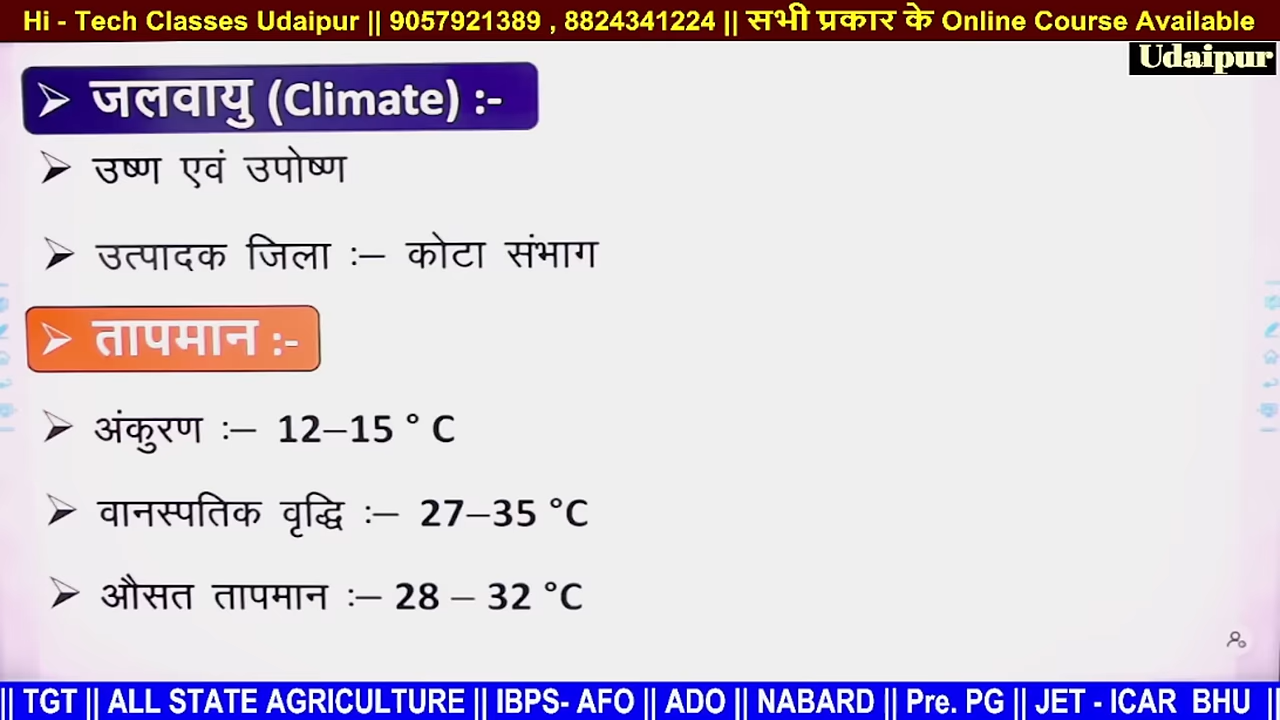 Hi - Tech Classes Udaipur || 9057921389 , 8824341224 || सभी प्रकार के Online Course Available
Udaipur
➢ जलवायु (Climate) :-
➢ उष्ण एवं उपोष्ण
➢ उत्पादक जिला :– कोटा संभाग
➢ तापमान :-
➢ अंकुरण :– 12–15 ° C
➢ वानस्पतिक वृद्धि :– 27–35 °C
➢ औसत तापमान :– 28 – 32 °C
|| TGT || ALL STATE AGRICULTURE || IBPS- AFO || ADO || NABARD || Pre. PG || JET - ICAR BHU ||